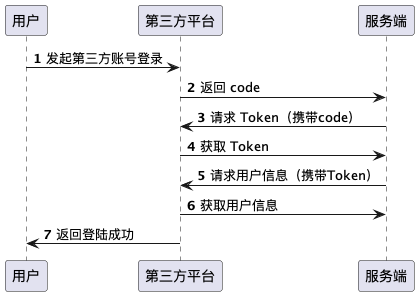 用户 第三方平台 服务端
1 发起第三方账号登录
2 返回 code
3 请求 Token（携带code）
4 获取 Token
5 请求用户信息（携带Token）
6 获取用户信息
7 返回登陆成功
用户 第三方平台 服务端